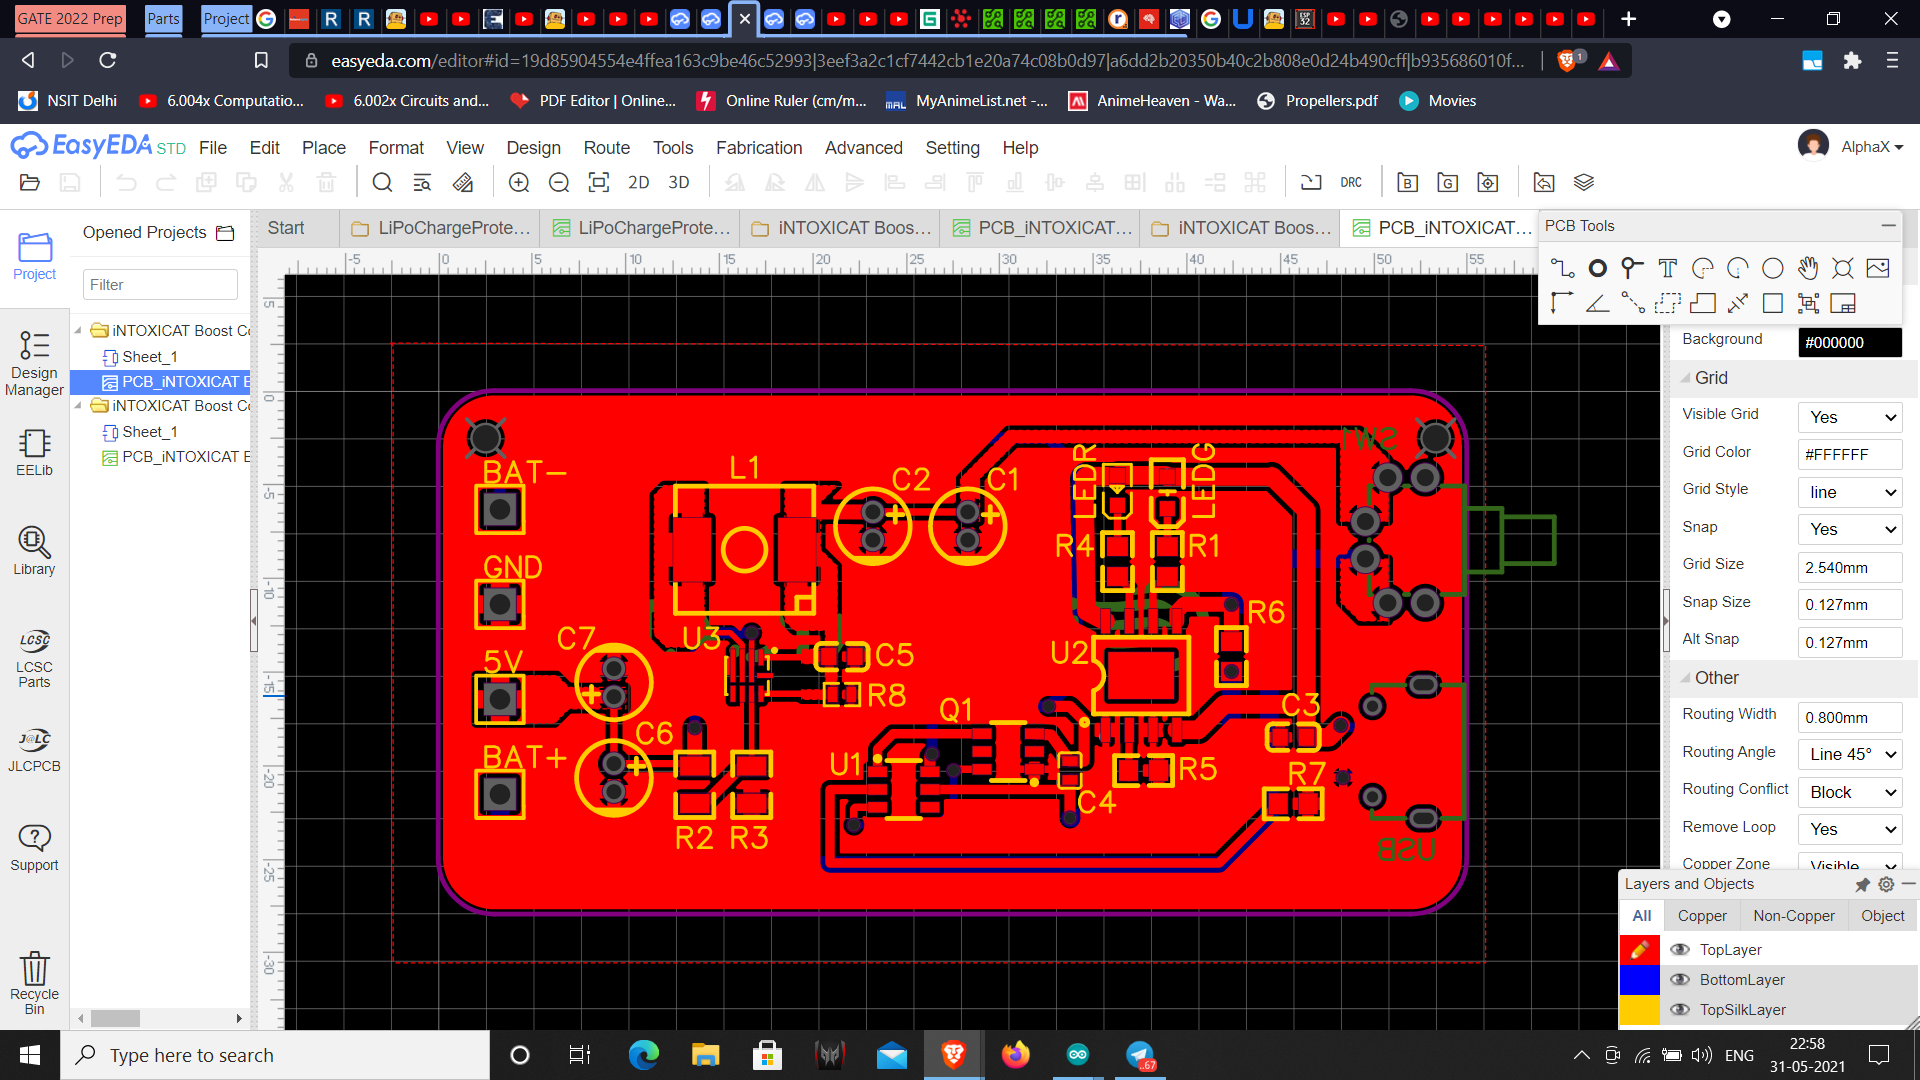 GATE 2022 Prep
Parts
Project
easyeda.com/editor#id=19d85904554e4ffea163c9be46c52993|3eef3a2c1cf7442cb1e20a74c08b0d97|a6dd2b20350b40c2b808e0d24b490cff|b935686010f...
1
NSIT Delhi
6.004x Computatio...
6.002x Circuits and...
PDF Editor | Online...
Online Ruler (cm/m...
MyAnimeList.net -...
AnimeHeaven - Wa...
Propellers.pdf
Movies
EasyEDA STD
File
Edit
Place
Format
View
Design
Route
Tools
Fabrication
Advanced
Setting
Help
AlphaX
2D
3D
DRC
B
G
Project
Opened Projects
Filter
iNTOXICAT Boost Co
Sheet_1
PCB_iNTOXICAT B
iNTOXICAT Boost Co
Sheet_1
PCB_iNTOXICAT B
Design Manager
EELib
Library
LCSC
LCSC Parts
J@LC
JLCPCB
Support
Recycle Bin
Start
LiPoChargeProte...
LiPoChargeProte...
iNTOXICAT Boos...
PCB_iNTOXICAT...
iNTOXICAT Boos...
PCB_iNTOXICAT...
-5
0
5
10
15
20
25
30
35
40
45
50
55
5
0
-5
-10
-15
-20
-25
-30
BAT-
GND
5V
BAT+
L1
C2
C1
LEDR
LEDG
SW1
R4
R1
R6
U3
C7
C5
R8
U2
C6
Q1
C3
U1
R5
R7
C4
R2
R3
USB
PCB Tools
Background
#000000
Grid
Visible Grid
Yes
Grid Color
#FFFFFF
Grid Style
line
Snap
Yes
Grid Size
2.540mm
Snap Size
0.127mm
Alt Snap
0.127mm
Other
Routing Width
0.800mm
Routing Angle
Line 45°
Routing Conflict
Block
Remove Loop
Yes
Copper Zone
Visible
Layers and Objects
All
Copper
Non-Copper
Object
TopLayer
BottomLayer
TopSilkLayer
Type here to search
67
ENG
22:58
31-05-2021